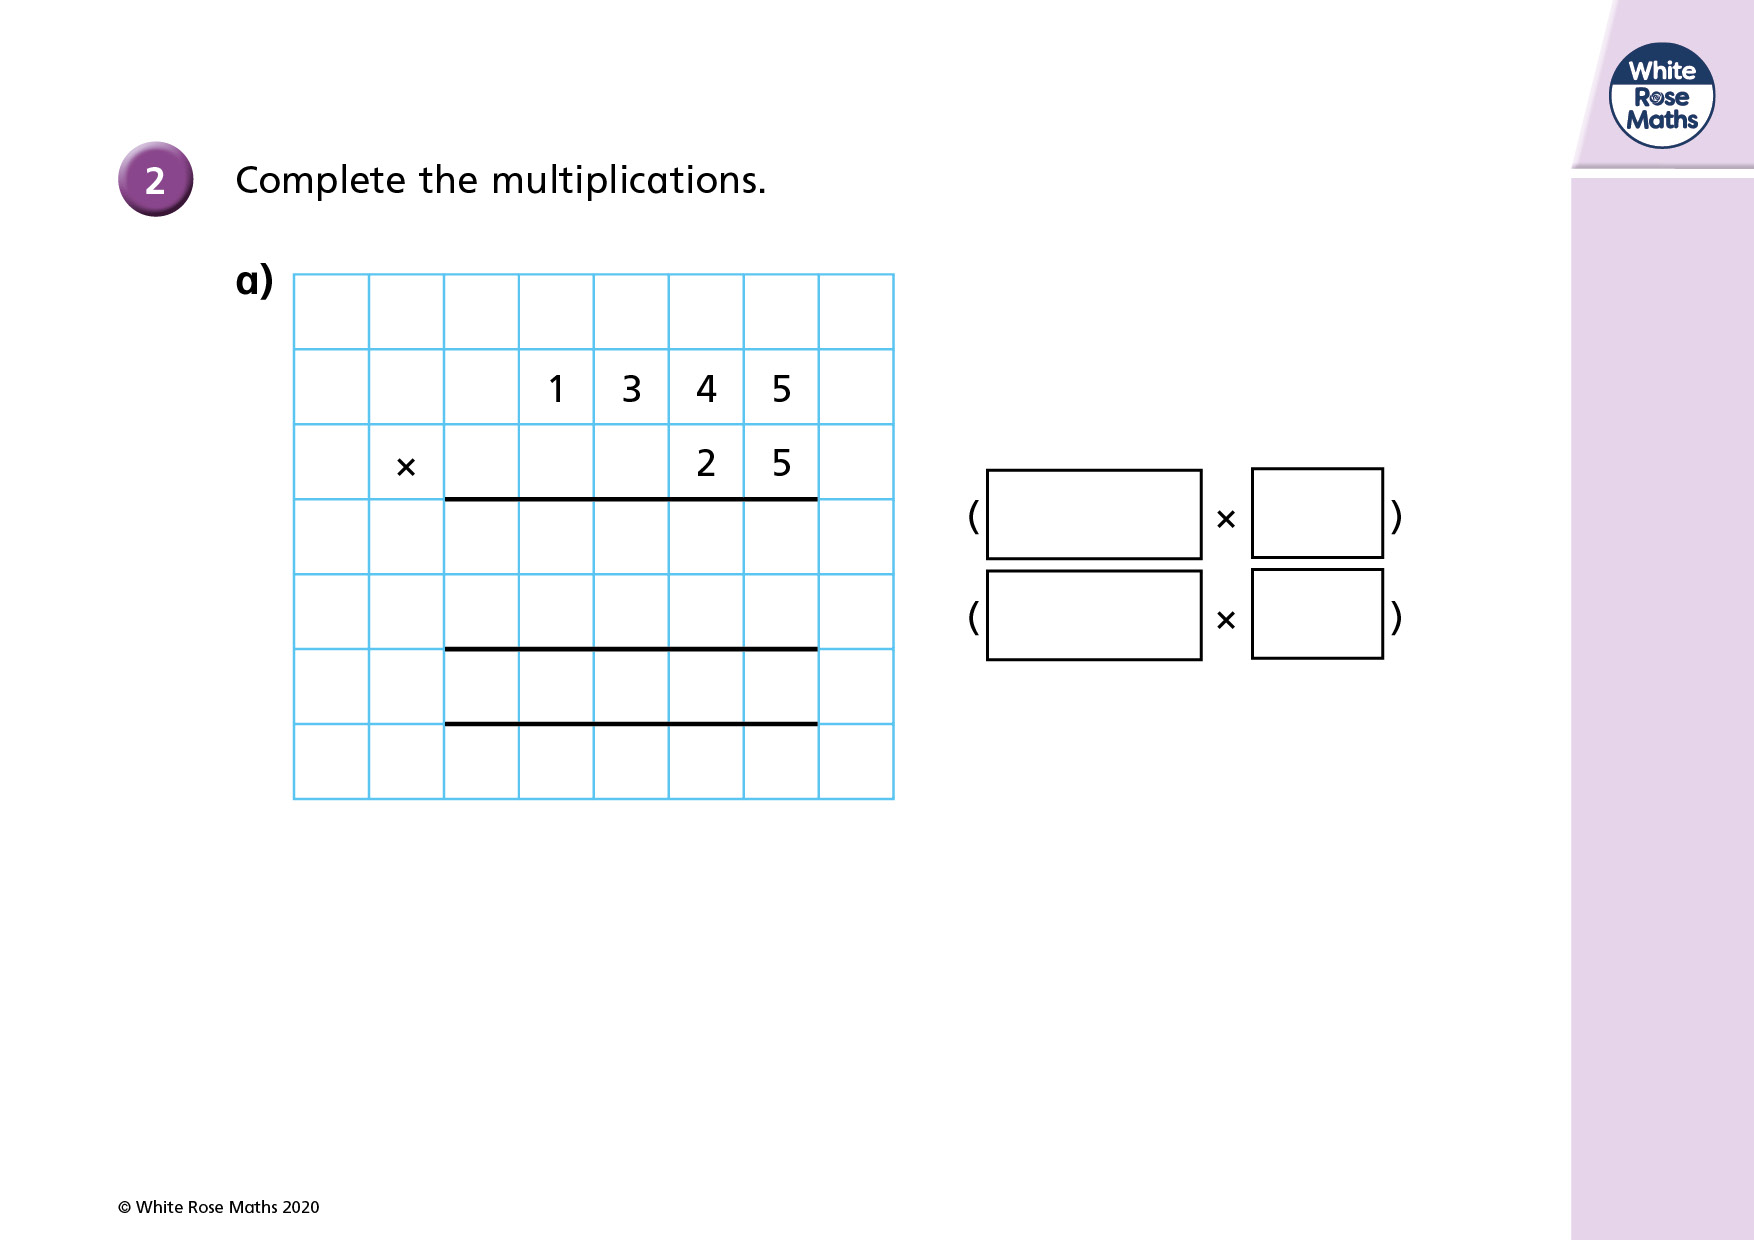 White
Rose
Maths
2 Complete the multiplications.
a)
1 3 4 5
× 2 5
( × )
( × )
© White Rose Maths 2020